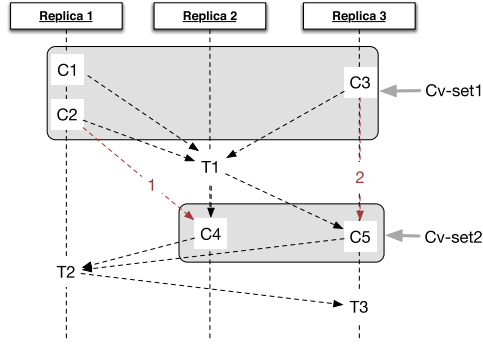 Replica 1
Replica 2
Replica 3
C1
C3
Cv-set1
C2
T1
1
2
C4
C5
Cv-set2
T2
T3